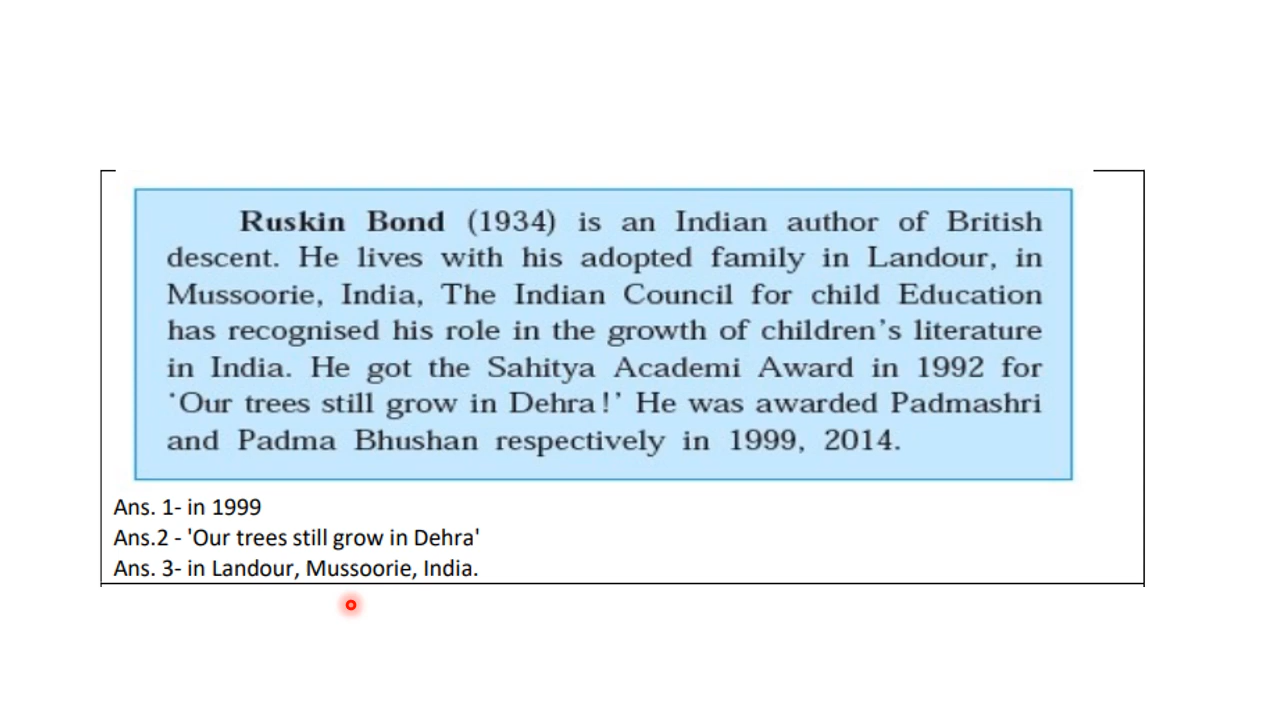 Ruskin Bond (1934) is an Indian author of British
descent. He lives with his adopted family in Landour, in
Mussoorie, India, The Indian Council for child Education
has recognised his role in the growth of children’s literature
in India. He got the Sahitya Academi Award in 1992 for
‘Our trees still grow in Dehra!’ He was awarded Padmashri
and Padma Bhushan respectively in 1999, 2014.
Ans. 1- in 1999
Ans.2 - 'Our trees still grow in Dehra'
Ans. 3- in Landour, Mussoorie, India.